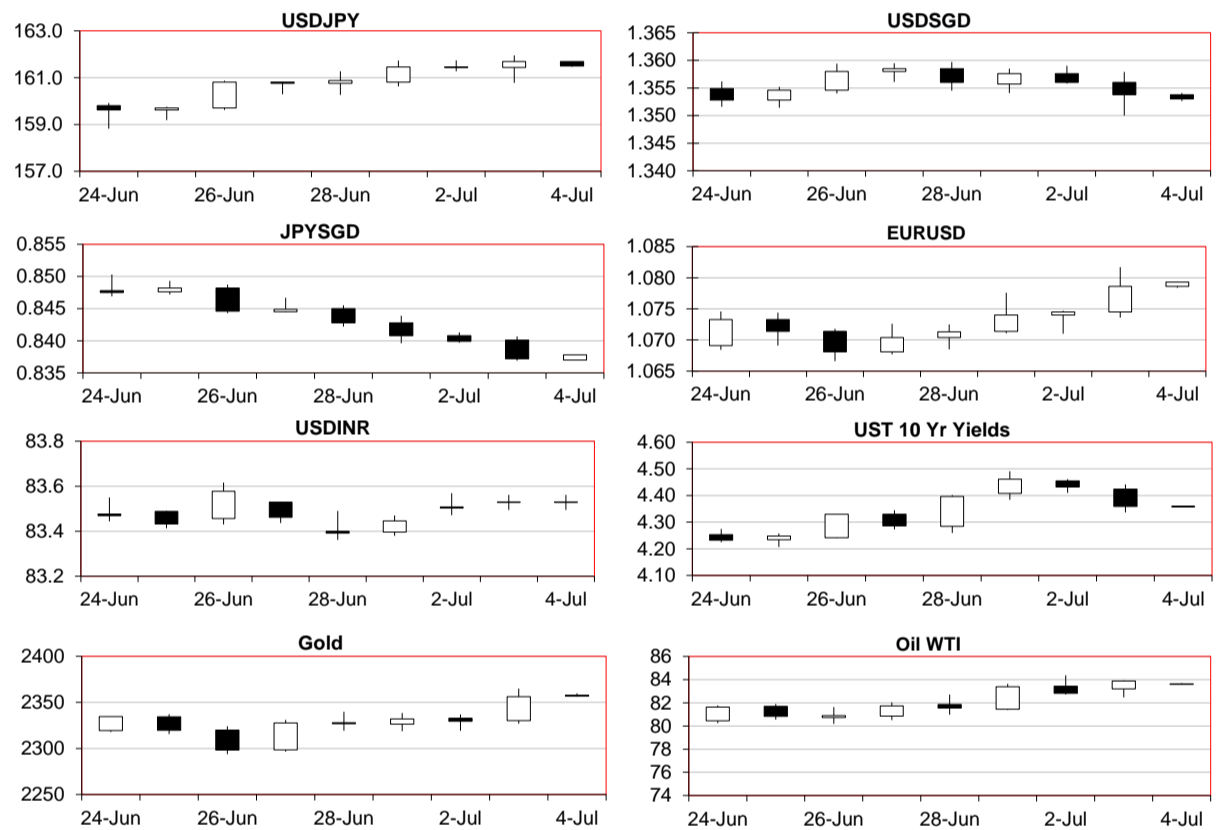 USDJPY
163.0
161.0
159.0
157.0
24-Jun 26-Jun 28-Jun 2-Jul 4-Jul
USDSGD
1.365
1.360
1.355
1.350
1.345
1.340
24-Jun 26-Jun 28-Jun 2-Jul 4-Jul
JPYSGD
0.855
0.850
0.845
0.840
0.835
24-Jun 26-Jun 28-Jun 2-Jul 4-Jul
EURUSD
1.085
1.080
1.075
1.070
1.065
24-Jun 26-Jun 28-Jun 2-Jul 4-Jul
USDINR
83.8
83.6
83.4
83.2
24-Jun 26-Jun 28-Jun 2-Jul 4-Jul
UST 10 Yr Yields
4.60
4.50
4.40
4.30
4.20
4.10
24-Jun 26-Jun 28-Jun 2-Jul 4-Jul
Gold
2400
2350
2300
2250
24-Jun 26-Jun 28-Jun 2-Jul 4-Jul
Oil WTI
86
84
82
80
78
76
74
24-Jun 26-Jun 28-Jun 2-Jul 4-Jul